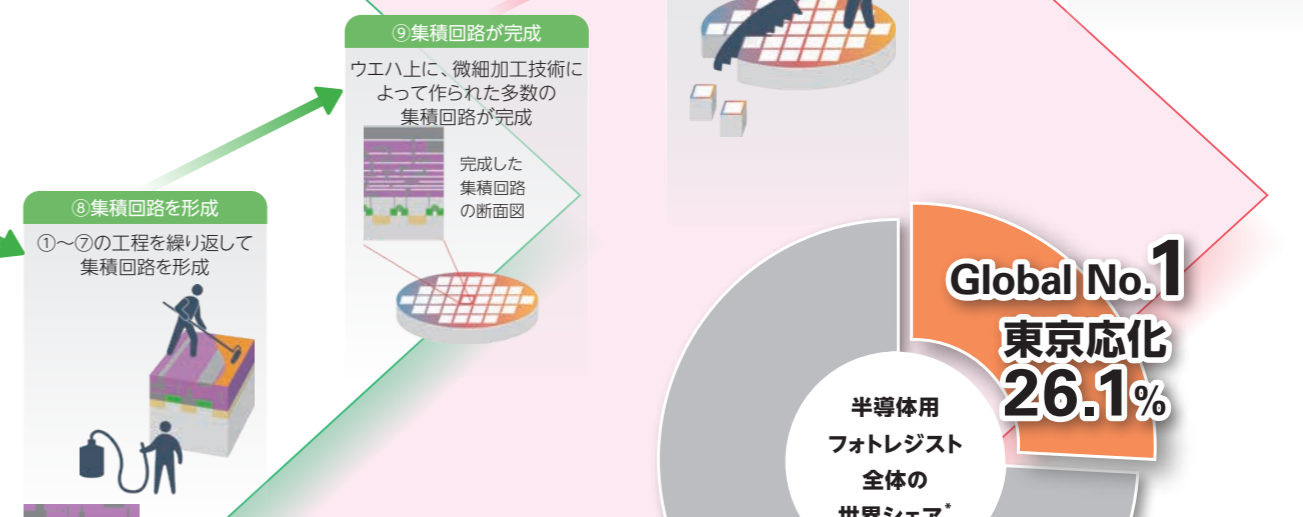 ⑨集積回路が完成
ウエハ上に、微細加工技術に
よって作られた多数の
集積回路が完成
完成した
集積回路
の断面図
⑧集積回路を形成
①〜⑦の工程を繰り返して
集積回路を形成
Global No.1
東京応化
26.1%
半導体用
フォトレジスト
全体の
世界シェア*